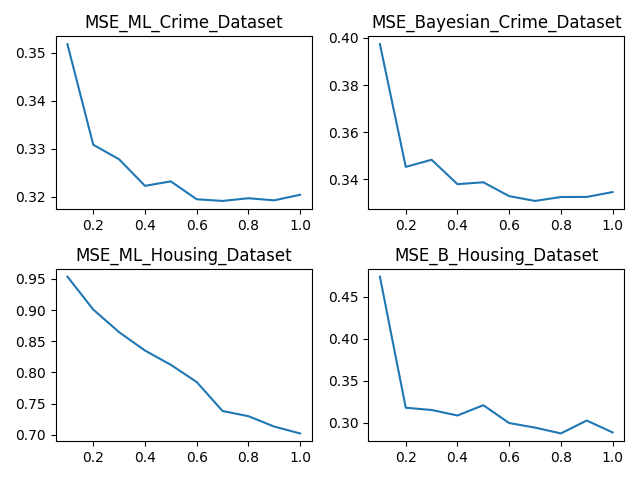 MSE_ML_Crime_Dataset
0.35
0.34
0.33
0.32
0.2 0.4 0.6 0.8 1.0
MSE_Bayesian_Crime_Dataset
0.40
0.38
0.36
0.34
0.2 0.4 0.6 0.8 1.0
MSE_ML_Housing_Dataset
0.95
0.90
0.85
0.80
0.75
0.70
0.2 0.4 0.6 0.8 1.0
MSE_B_Housing_Dataset
0.45
0.40
0.35
0.30
0.2 0.4 0.6 0.8 1.0